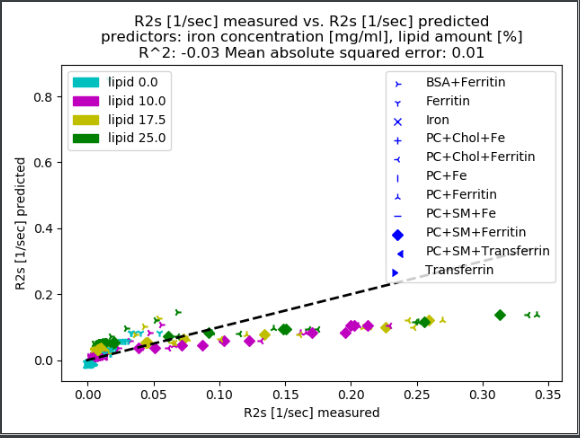 R2s [1/sec] measured vs. R2s [1/sec] predicted
predictors: iron concentration [mg/ml], lipid amount [%]
R^2: -0.03 Mean absolute squared error: 0.01
lipid 0.0
lipid 10.0
lipid 17.5
lipid 25.0
BSA+Ferritin
Ferritin
Iron
PC+Chol+Fe
PC+Chol+Ferritin
PC+Fe
PC+Ferritin
PC+SM+Fe
PC+SM+Ferritin
PC+SM+Transferrin
Transferrin
R2s [1/sec] predicted
0.8
0.6
0.4
0.2
0.0
0.00 0.05 0.10 0.15 0.20 0.25 0.30 0.35
R2s [1/sec] measured